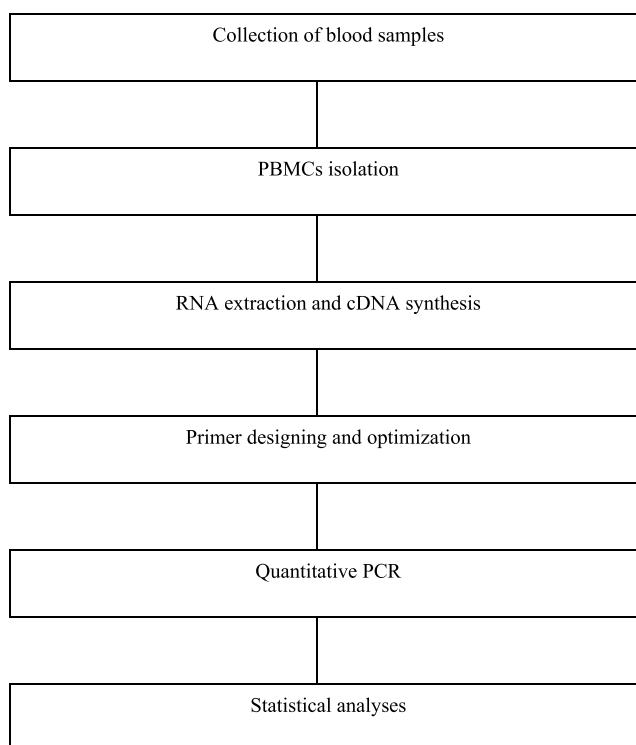 Collection of blood samples
PBMCs isolation
RNA extraction and cDNA synthesis
Primer designing and optimization
Quantitative PCR
Statistical analyses